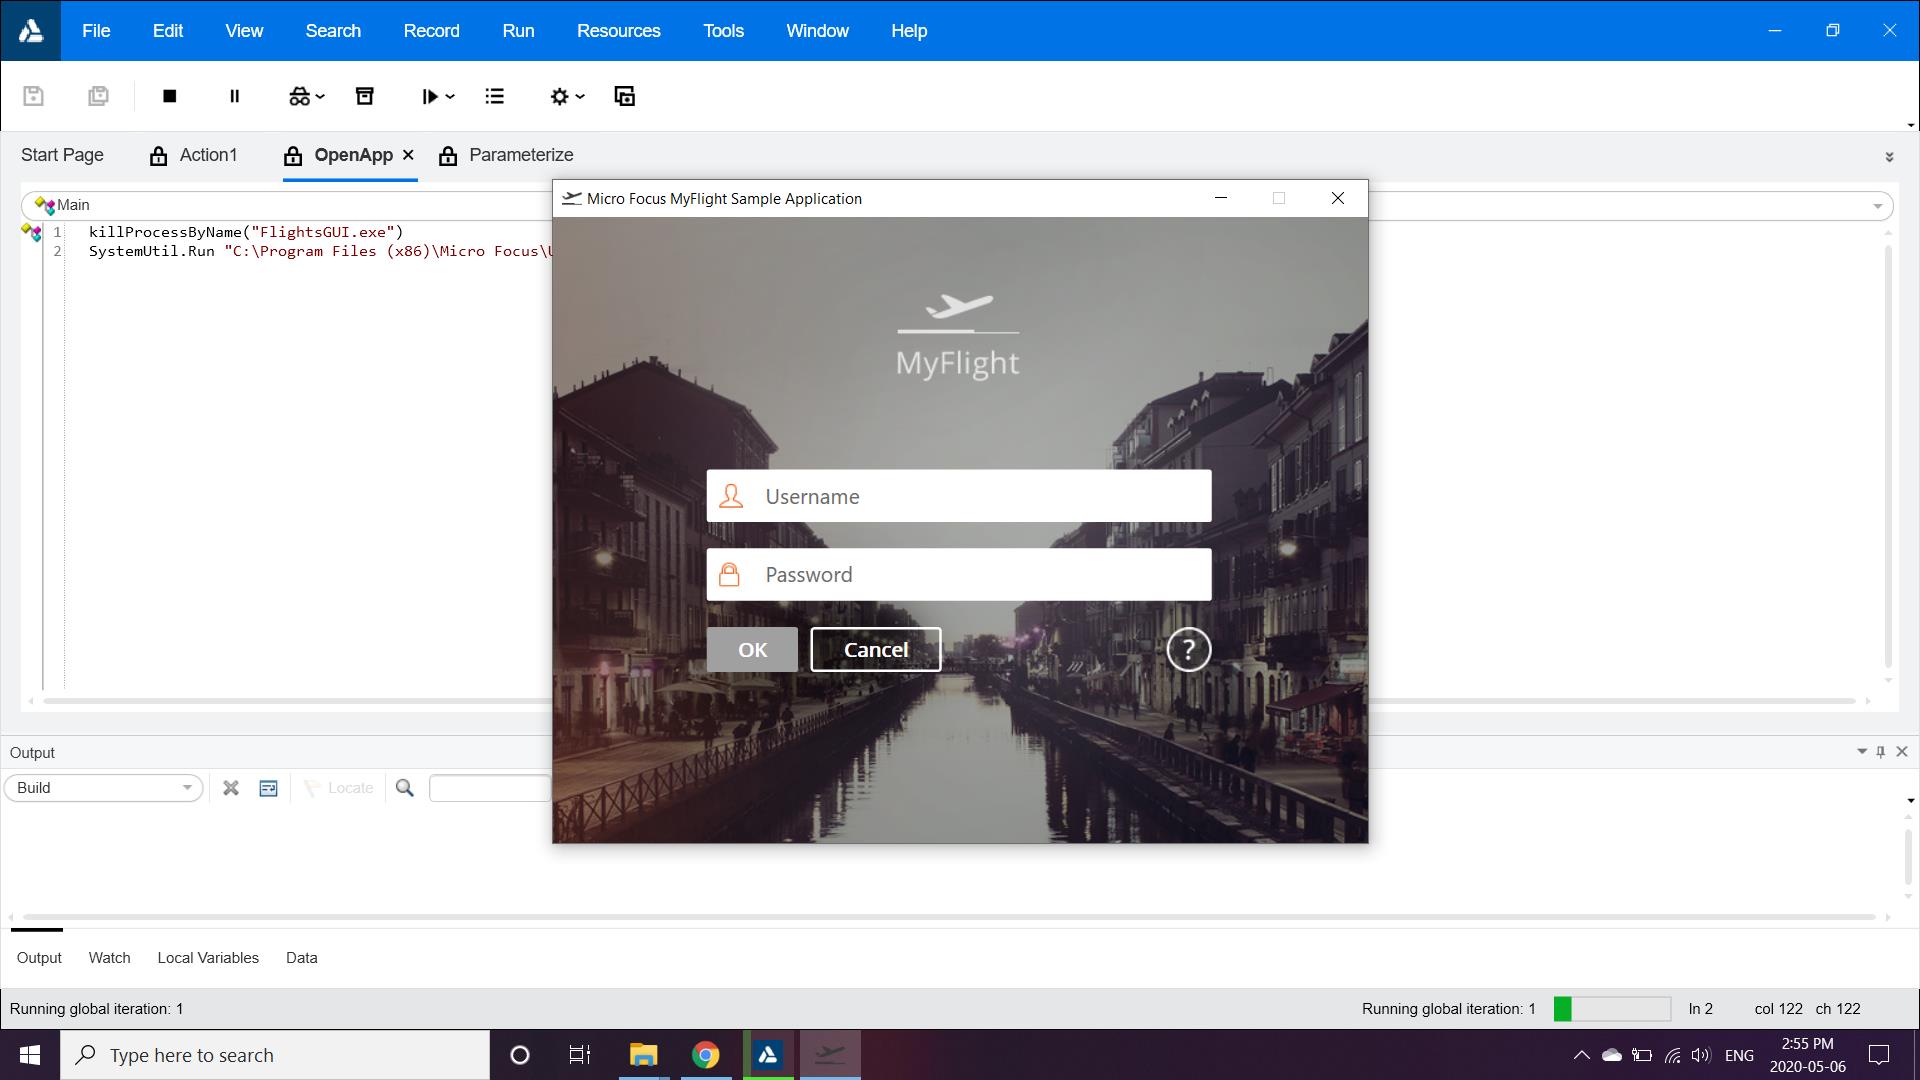 File Edit View Search Record Run Resources Tools Window Help
Start Page Action1 OpenApp Parameterize
Micro Focus MyFlight Sample Application
Main
1 killProcessByName("FlightsGUI.exe")
2 SystemUtil.Run "C:\Program Files (x86)\Micro Focus\
MyFlight
Username
Password
OK Cancel ?
Output
Build Locate
Output Watch Local Variables Data
Running global iteration: 1 Running global iteration: 1 ln 2 col 122 ch 122
Type here to search ENG 2:55 PM
2020-05-06